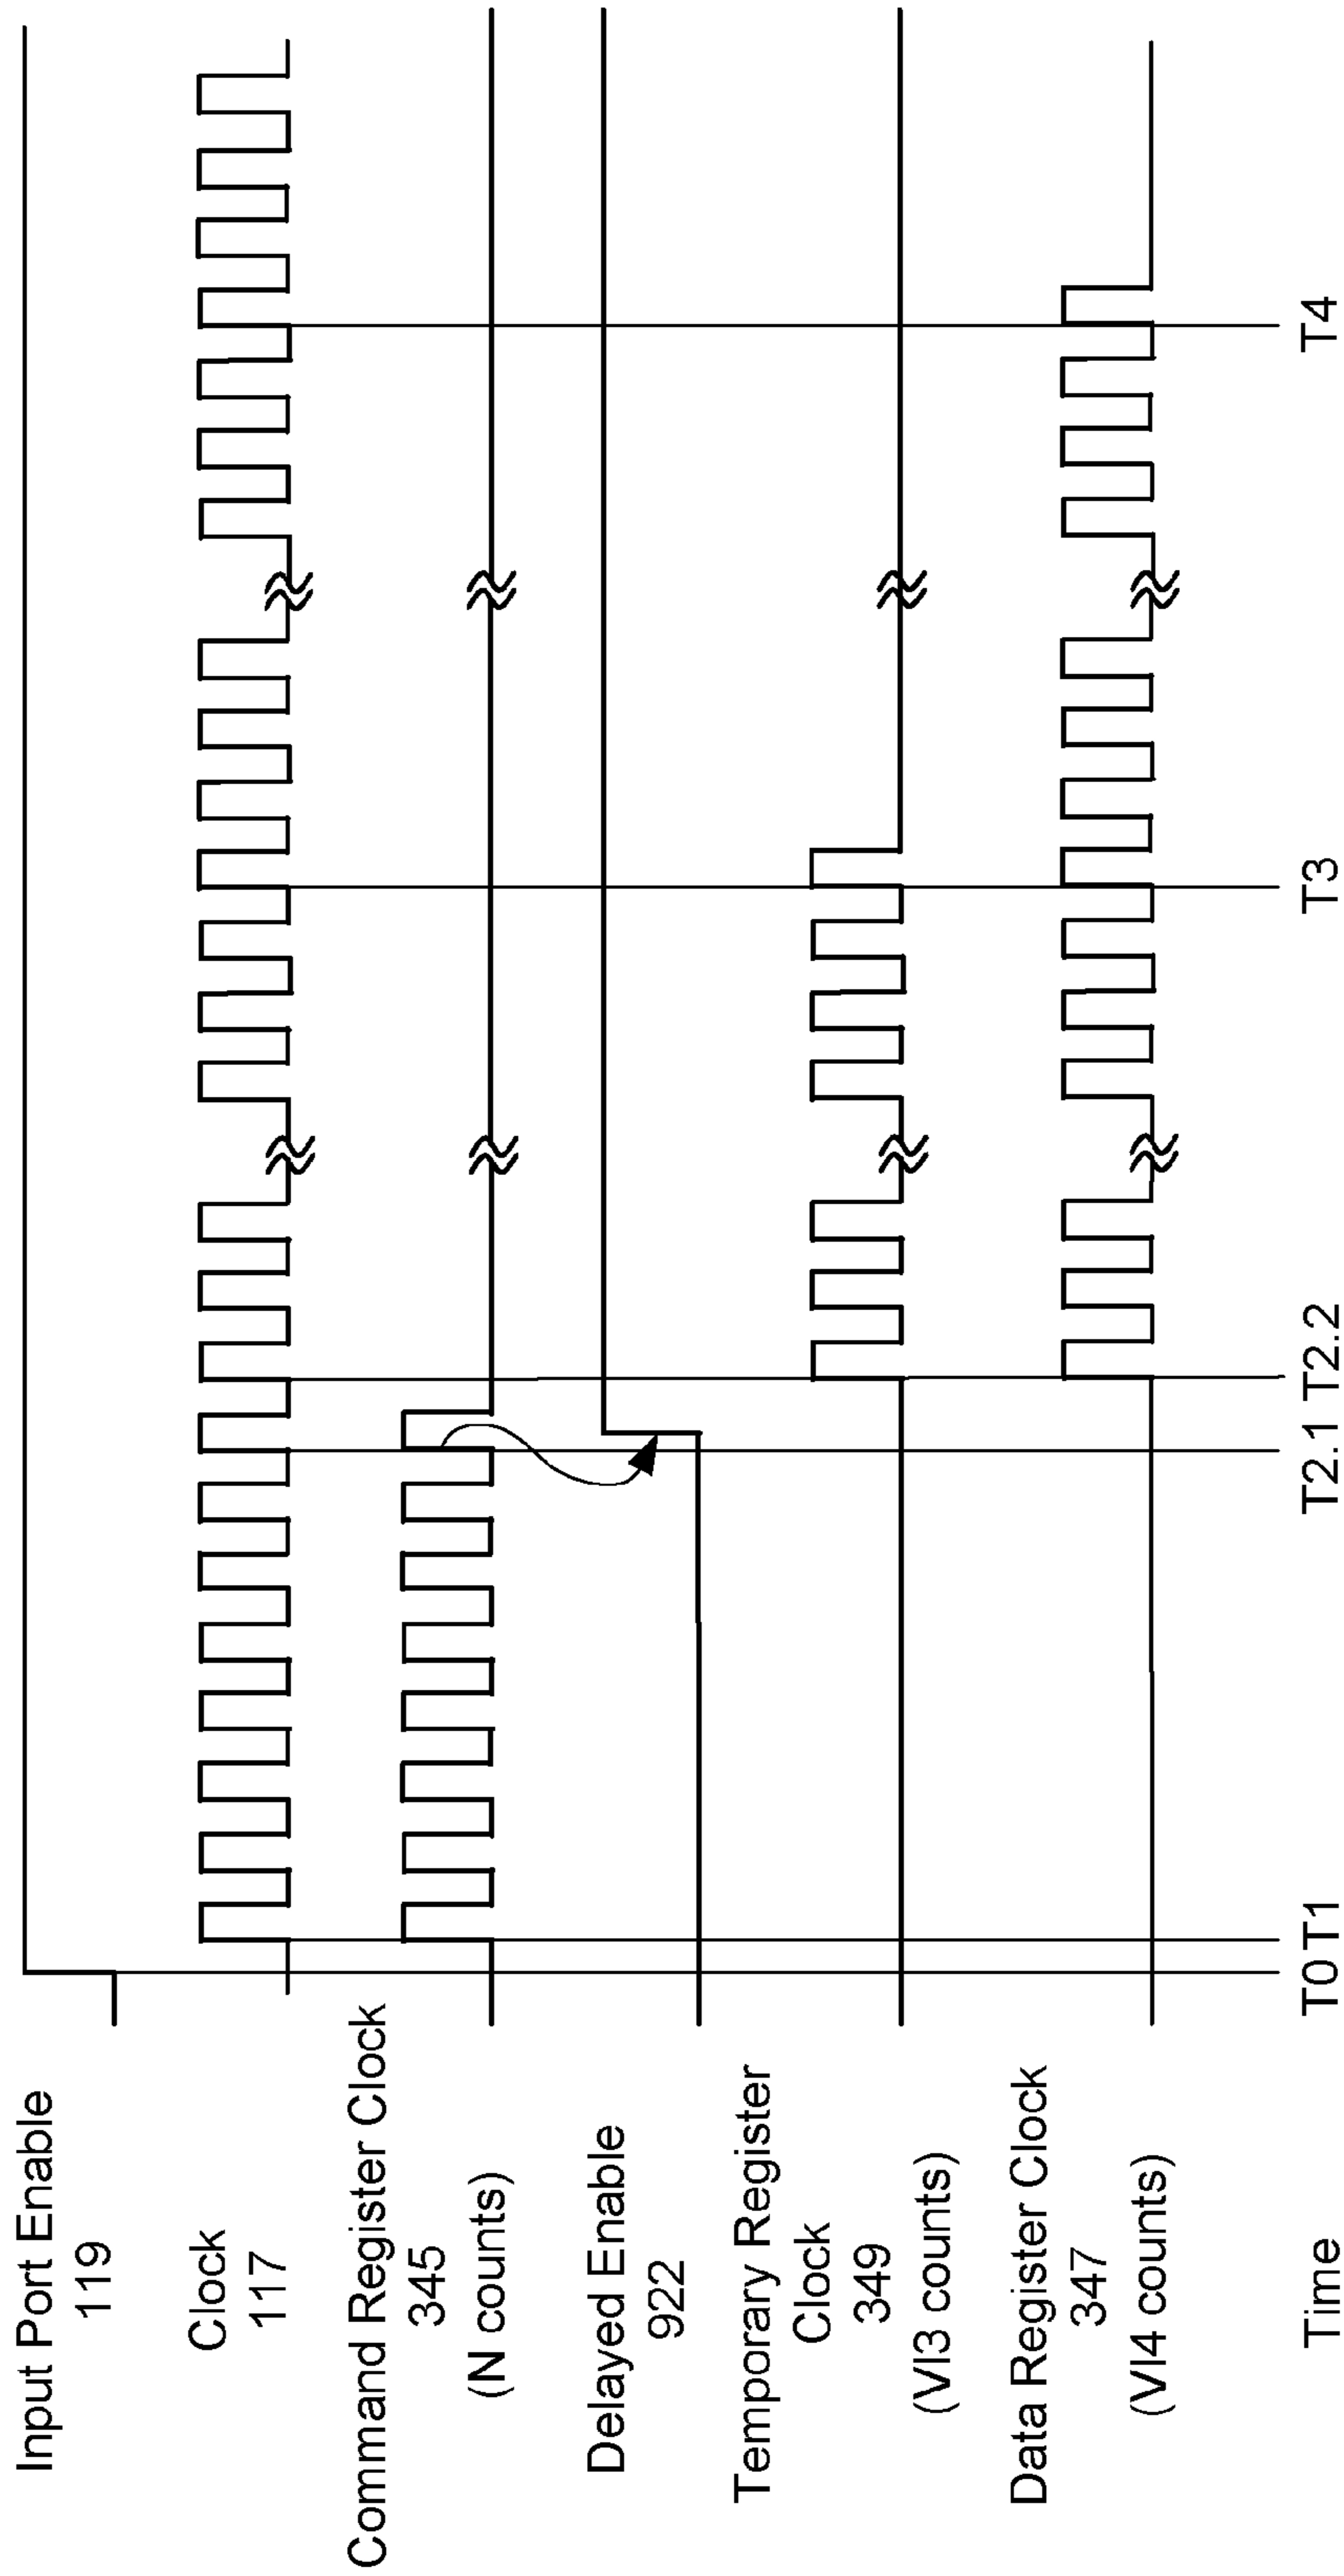 Input Port Enable
119
Clock
117
Command Register Clock
345
(N counts)
Delayed Enable
922
Temporary Register
Clock
349
(VI3 counts)
Data Register Clock
347
(VI4 counts)
Time
T0 T1 T2.1 T2.2 T3 T4